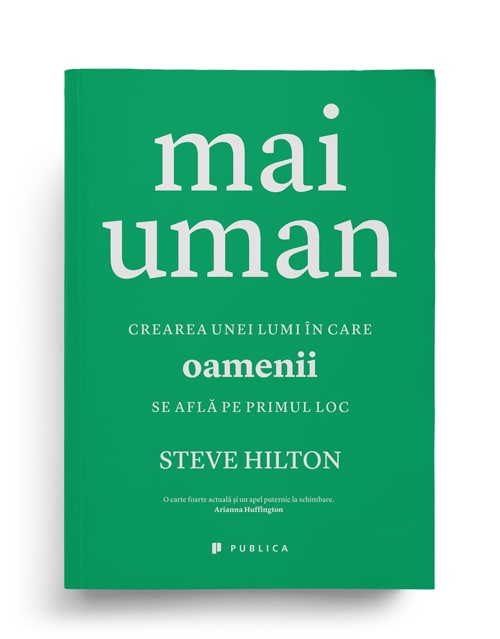 mai
uman
CREAREA UNEI LUMI ÎN CARE
oamenii
SE AFLĂ PE PRIMUL LOC
STEVE HILTON
O carte foarte actuală și un apel puternic la schimbare.
Arianna Huffington
PUBLICA